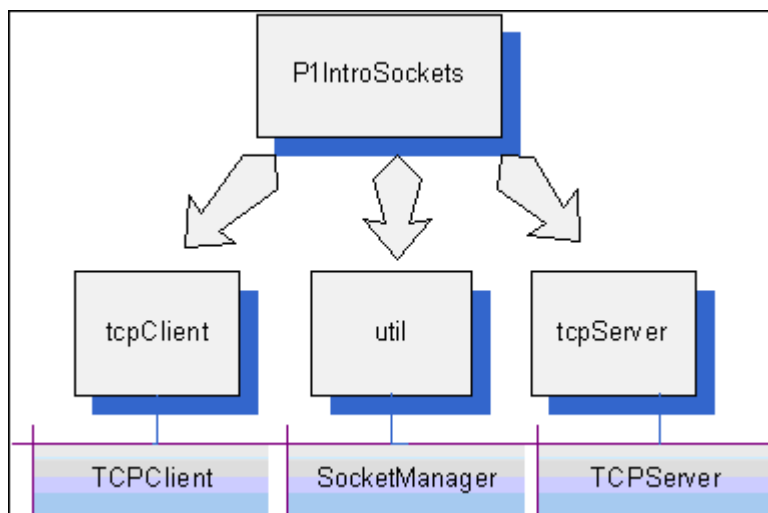 P1IntroSockets
tcpClient
util
tcpServer
TCPClient
SocketManager
TCPServer